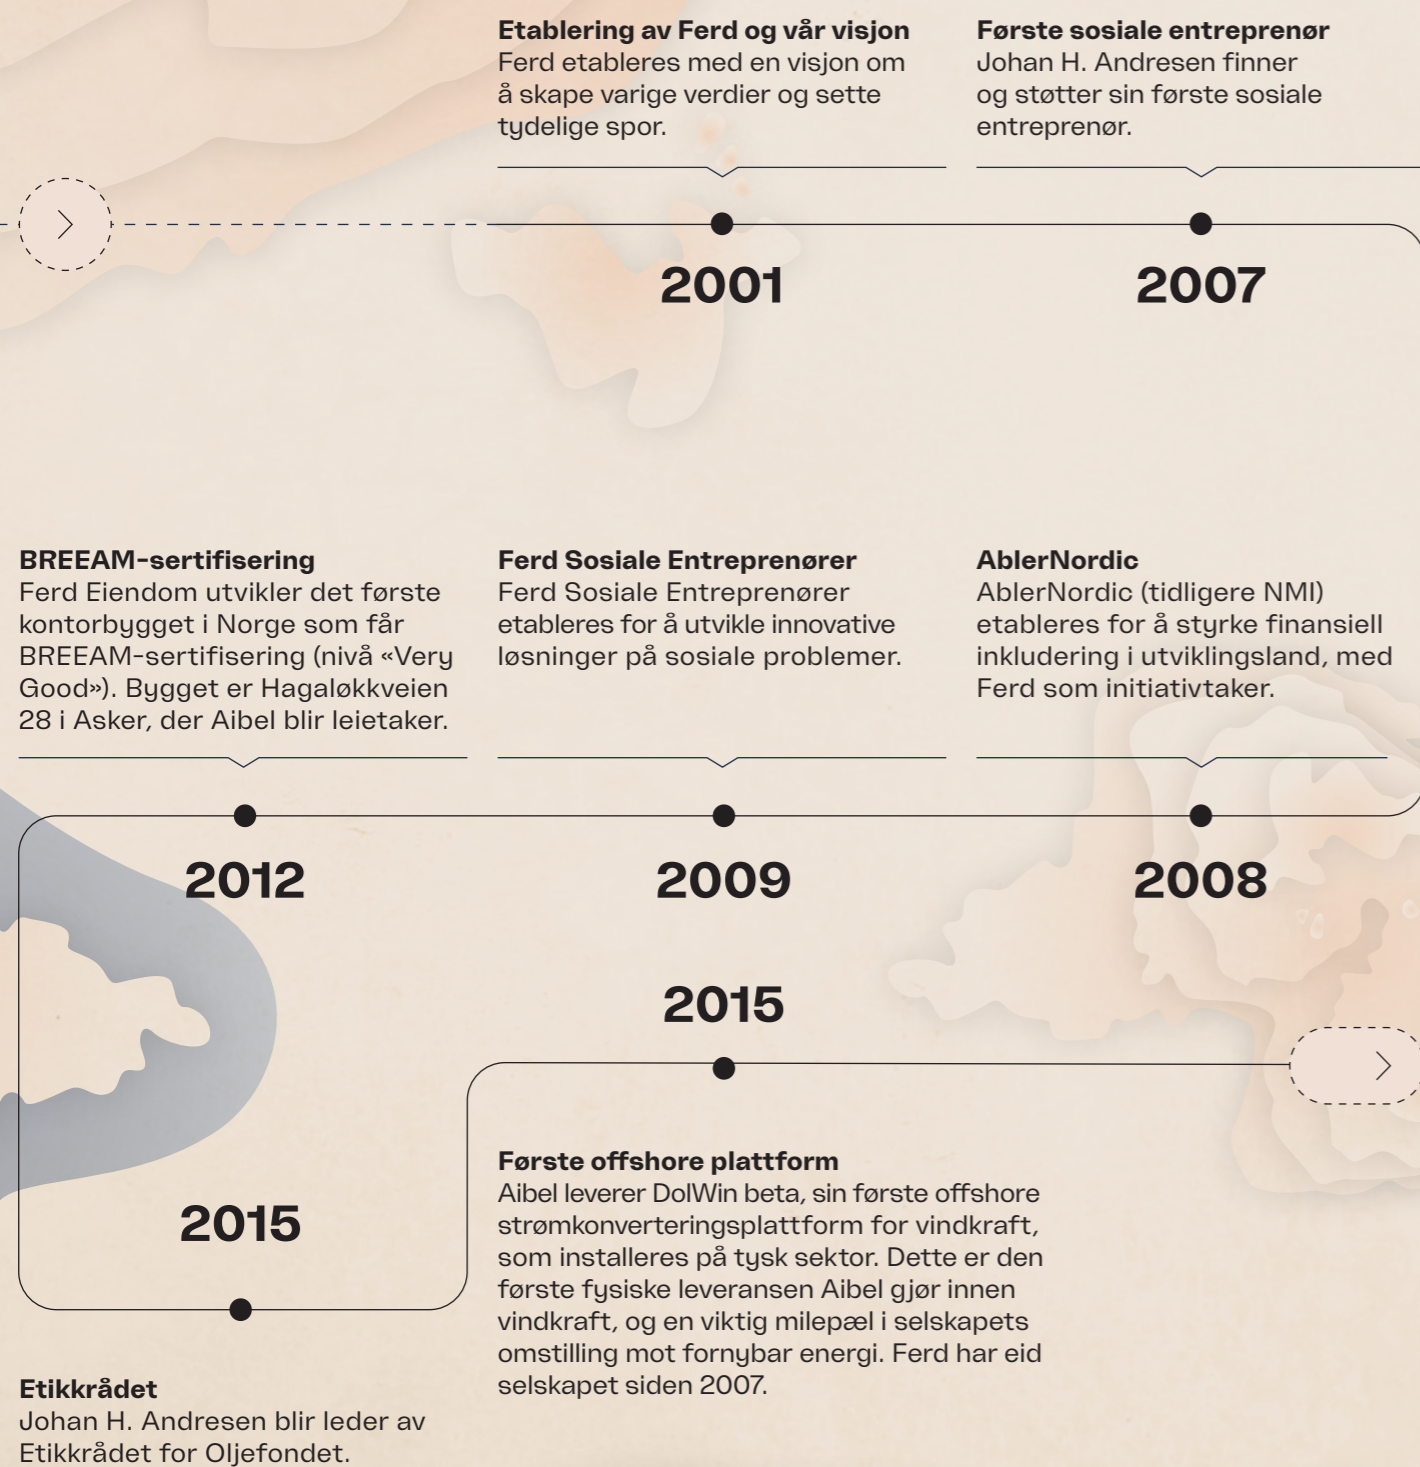 Etablering av Ferd og vår visjon
Ferd etableres med en visjon om
å skape varige verdier og sette
tydelige spor.
2001
Første sosiale entreprenør
Johan H. Andresen finner
og støtter sin første sosiale
entreprenør.
2007
AblerNordic
AblerNordic (tidligere NMI)
etableres for å styrke finansiell
inkludering i utviklingsland, med
Ferd som initiativtaker.
2008
Ferd Sosiale Entreprenører
Ferd Sosiale Entreprenører
etableres for å utvikle innovative
løsninger på sosiale problemer.
2009
BREEAM-sertifisering
Ferd Eiendom utvikler det første
kontorbygget i Norge som får
BREEAM-sertifisering (nivå «Very
Good»). Bygget er Hagaløkkveien
28 i Asker, der Aibel blir leietaker.
2012
2015
Etikkrådet
Johan H. Andresen blir leder av
Etikkrådet for Oljefondet.
2015
Første offshore plattform
Aibel leverer DolWin beta, sin første offshore
strømkonverteringsplattform for vindkraft,
som installeres på tysk sektor. Dette er den
første fysiske leveransen Aibel gjør innen
vindkraft, og en viktig milepæl i selskapets
omstilling mot fornybar energi. Ferd har eid
selskapet siden 2007.